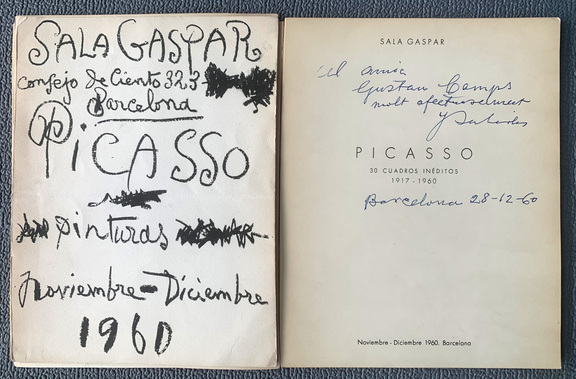 SALA GASPAR
Consejo de Ciento 323
Barcelona
PICASSO
pinturas
Noviembre-Diciembre
1960
SALA GASPAR
al amic
Gustau Camps
molt afectuosament
PICASSO
30 CUADROS INÉDITOS
1917 - 1960
Barcelona 28-12-60
Noviembre - Diciembre 1960. Barcelona